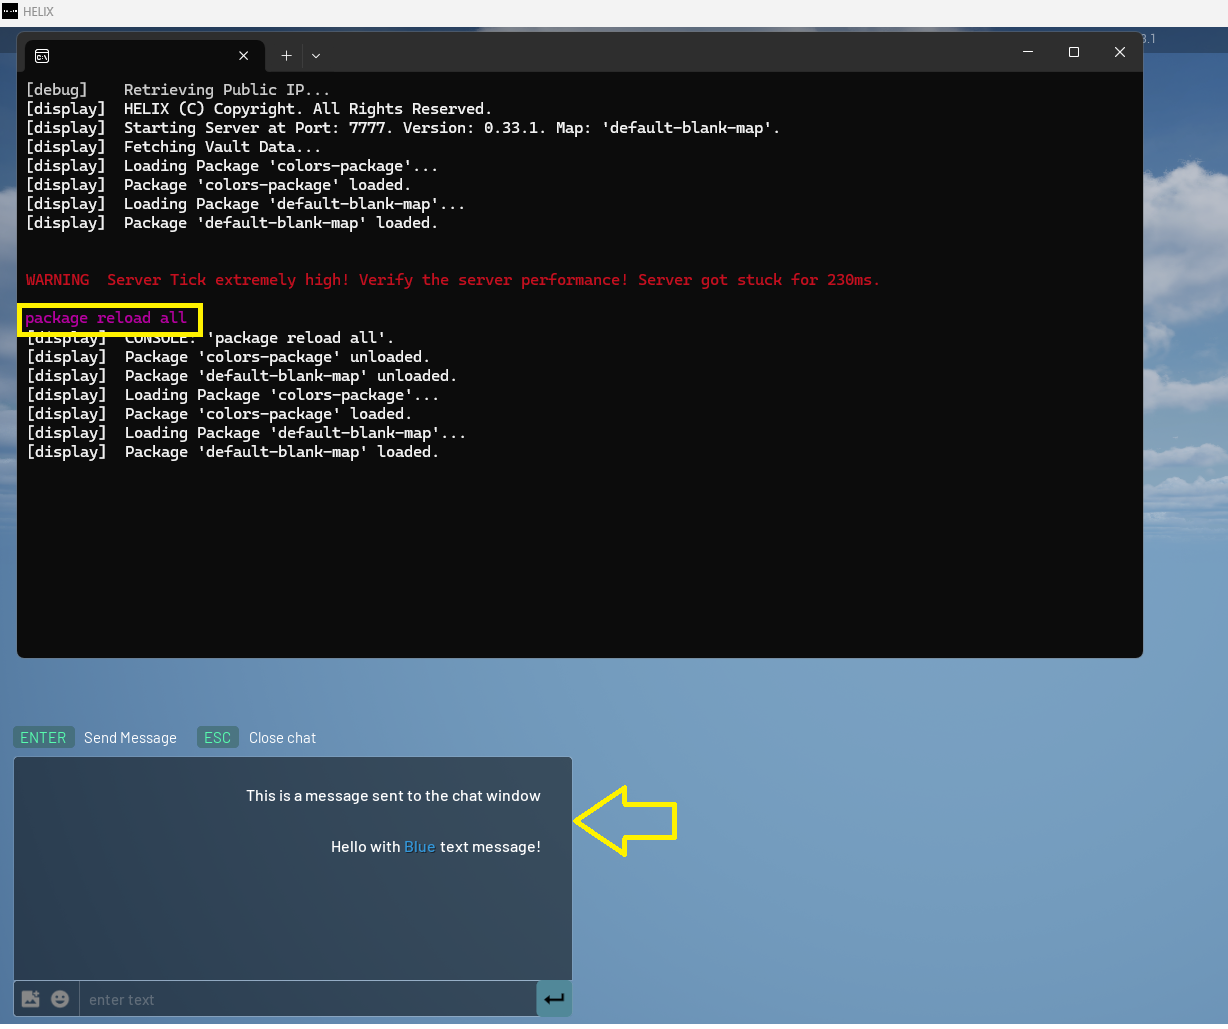 HELIX
3.1
[debug] Retrieving Public IP...
[display] HELIX (C) Copyright. All Rights Reserved.
[display] Starting Server at Port: 7777. Version: 0.33.1. Map: 'default-blank-map'.
[display] Fetching Vault Data...
[display] Loading Package 'colors-package'...
[display] Package 'colors-package' loaded.
[display] Loading Package 'default-blank-map'...
[display] Package 'default-blank-map' loaded.
WARNING Server Tick extremely high! Verify the server performance! Server got stuck for 230ms.
package reload all
[display] CONSOLE: 'package reload all'.
[display] Package 'colors-package' unloaded.
[display] Package 'default-blank-map' unloaded.
[display] Loading Package 'colors-package'...
[display] Package 'colors-package' loaded.
[display] Loading Package 'default-blank-map'...
[display] Package 'default-blank-map' loaded.
ENTER Send Message ESC Close chat
This is a message sent to the chat window
Hello with Blue text message!
enter text